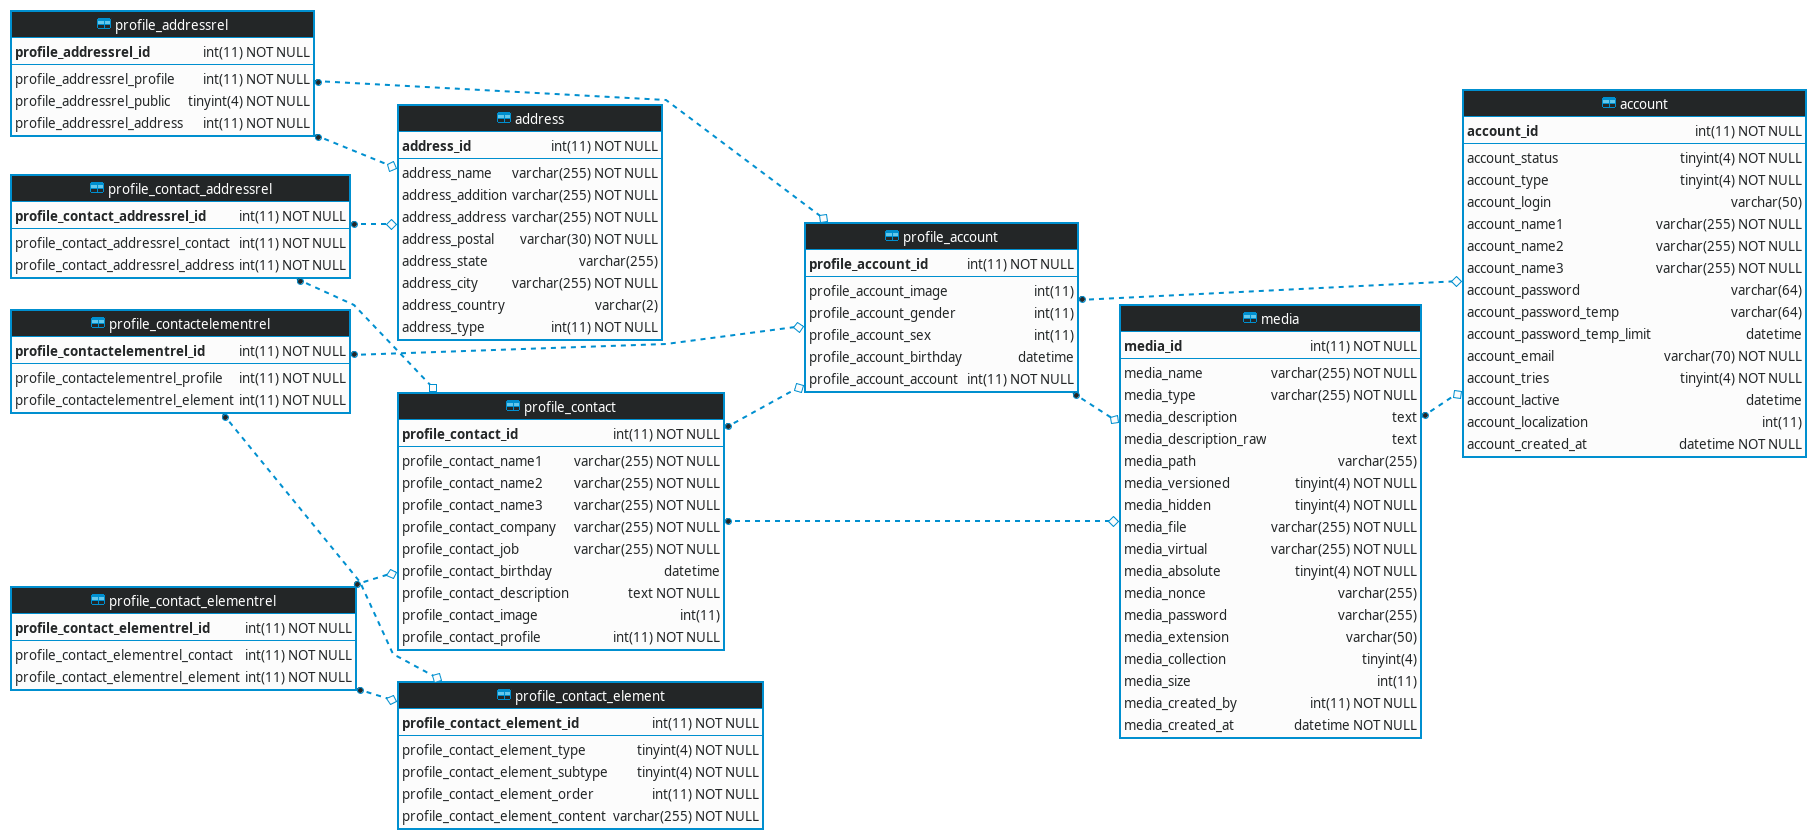 profile_addressrel
profile_addressrel_id int(11) NOT NULL
profile_addressrel_profile int(11) NOT NULL
profile_addressrel_public tinyint(4) NOT NULL
profile_addressrel_address int(11) NOT NULL
profile_contact_addressrel
profile_contact_addressrel_id int(11) NOT NULL
profile_contact_addressrel_contact int(11) NOT NULL
profile_contact_addressrel_address int(11) NOT NULL
profile_contactelementrel
profile_contactelementrel_id int(11) NOT NULL
profile_contactelementrel_profile int(11) NOT NULL
profile_contactelementrel_element int(11) NOT NULL
profile_contact_elementrel
profile_contact_elementrel_id int(11) NOT NULL
profile_contact_elementrel_contact int(11) NOT NULL
profile_contact_elementrel_element int(11) NOT NULL
address
address_id int(11) NOT NULL
address_name varchar(255) NOT NULL
address_addition varchar(255) NOT NULL
address_address varchar(255) NOT NULL
address_postal varchar(30) NOT NULL
address_state varchar(255)
address_city varchar(255) NOT NULL
address_country varchar(2)
address_type int(11) NOT NULL
profile_contact
profile_contact_id int(11) NOT NULL
profile_contact_name1 varchar(255) NOT NULL
profile_contact_name2 varchar(255) NOT NULL
profile_contact_name3 varchar(255) NOT NULL
profile_contact_company varchar(255) NOT NULL
profile_contact_job varchar(255) NOT NULL
profile_contact_birthday datetime
profile_contact_description text NOT NULL
profile_contact_image int(11)
profile_contact_profile int(11) NOT NULL
profile_contact_element
profile_contact_element_id int(11) NOT NULL
profile_contact_element_type tinyint(4) NOT NULL
profile_contact_element_subtype tinyint(4) NOT NULL
profile_contact_element_order int(11) NOT NULL
profile_contact_element_content varchar(255) NOT NULL
profile_account
profile_account_id int(11) NOT NULL
profile_account_image int(11)
profile_account_gender int(11)
profile_account_sex int(11)
profile_account_birthday datetime
profile_account_account int(11) NOT NULL
media
media_id int(11) NOT NULL
media_name varchar(255) NOT NULL
media_type varchar(255) NOT NULL
media_description text
media_description_raw text
media_path varchar(255)
media_versioned tinyint(4) NOT NULL
media_hidden tinyint(4) NOT NULL
media_file varchar(255) NOT NULL
media_virtual varchar(255) NOT NULL
media_absolute tinyint(4) NOT NULL
media_nonce varchar(255)
media_password varchar(255)
media_extension varchar(50)
media_collection tinyint(4)
media_size int(11)
media_created_by int(11) NOT NULL
media_created_at datetime NOT NULL
account
account_id int(11) NOT NULL
account_status tinyint(4) NOT NULL
account_type tinyint(4) NOT NULL
account_login varchar(50)
account_name1 varchar(255) NOT NULL
account_name2 varchar(255) NOT NULL
account_name3 varchar(255) NOT NULL
account_password varchar(64)
account_password_temp varchar(64)
account_password_temp_limit datetime
account_email varchar(70) NOT NULL
account_tries tinyint(4) NOT NULL
account_lactive datetime
account_localization int(11)
account_created_at datetime NOT NULL